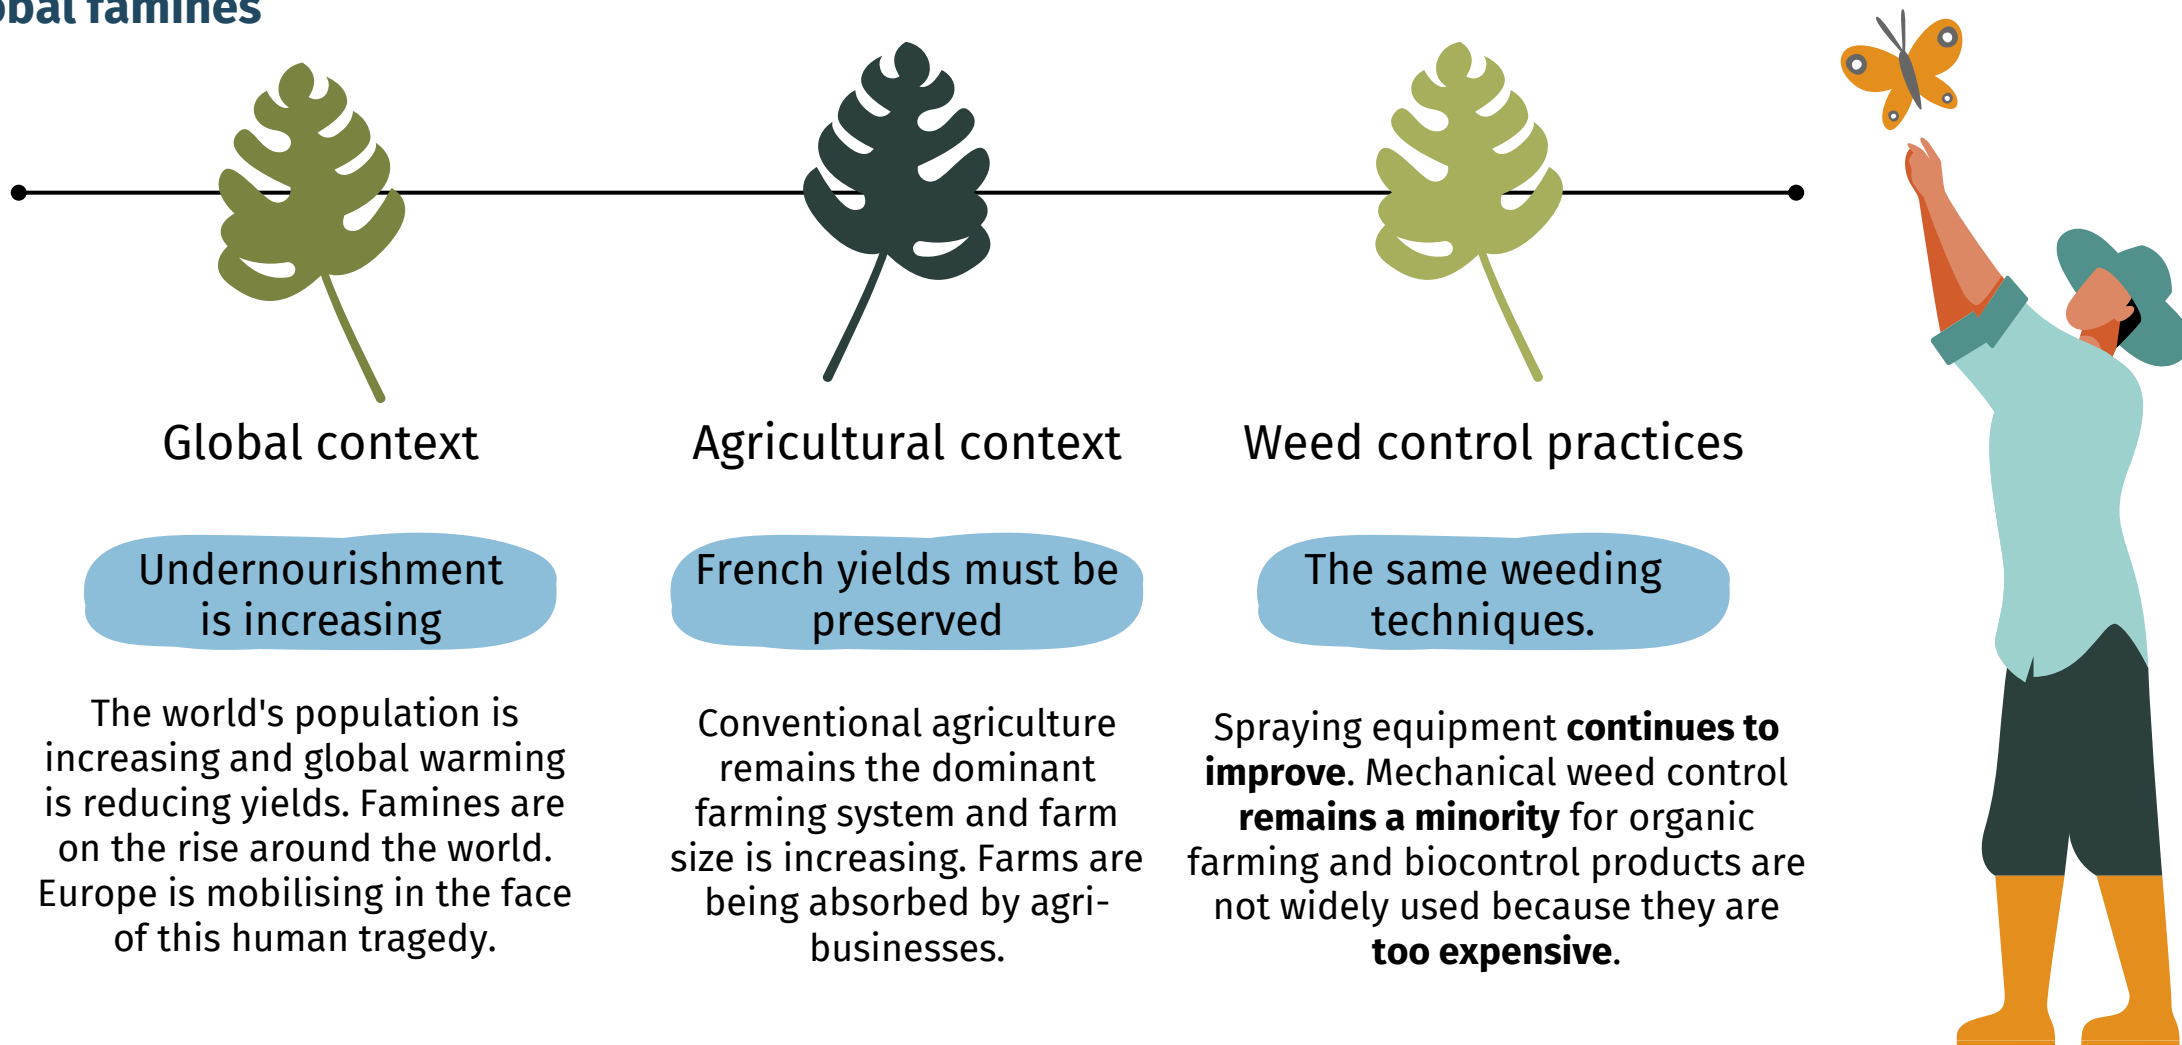 obal famines
Global context
Undernourishment
is increasing
The world's population is
increasing and global warming
is reducing yields. Famines are
on the rise around the world.
Europe is mobilising in the face
of this human tragedy.
Agricultural context
French yields must be
preserved
Conventional agriculture
remains the dominant
farming system and farm
size is increasing. Farms are
being absorbed by agri-
businesses.
Weed control practices
The same weeding
techniques.
Spraying equipment continues to
improve. Mechanical weed control
remains a minority for organic
farming and biocontrol products are
not widely used because they are
too expensive.